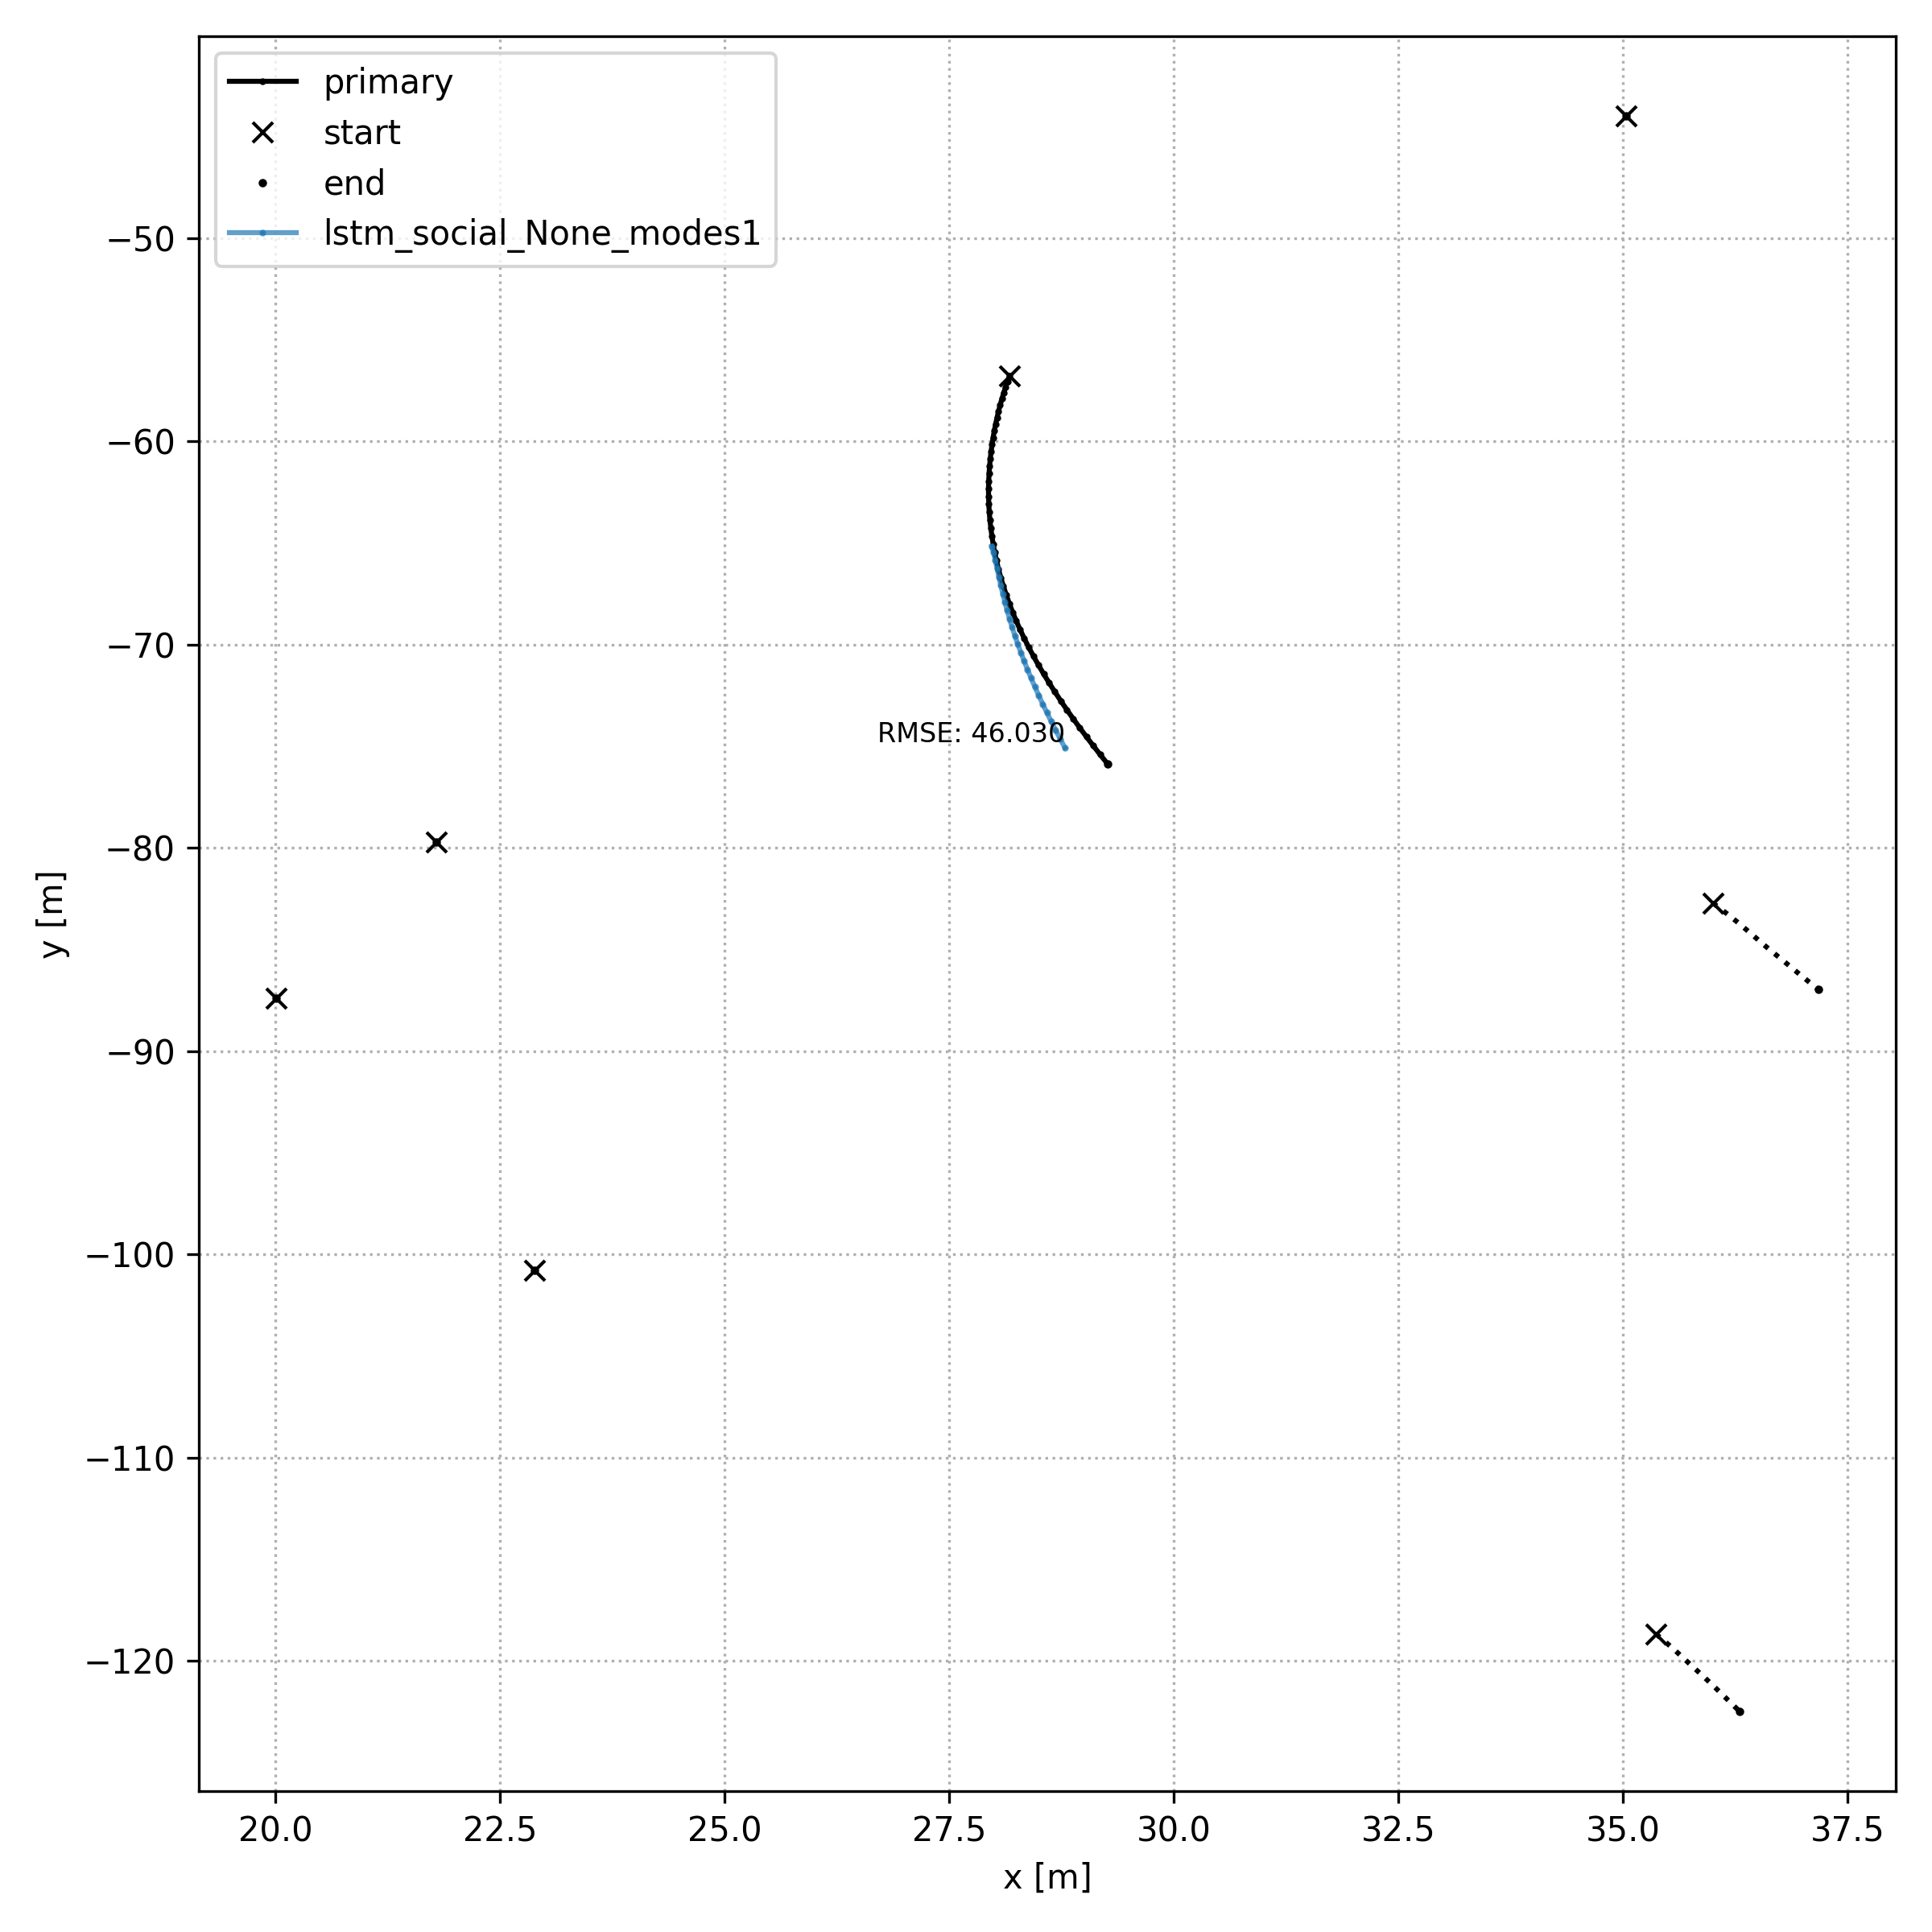 primary
start
end
lstm_social_None_modes1
−50
−60
−70
RMSE: 46.030
−80
y [m]
−90
−100
−110
−120
20.0 22.5 25.0 27.5 30.0 32.5 35.0 37.5
x [m]